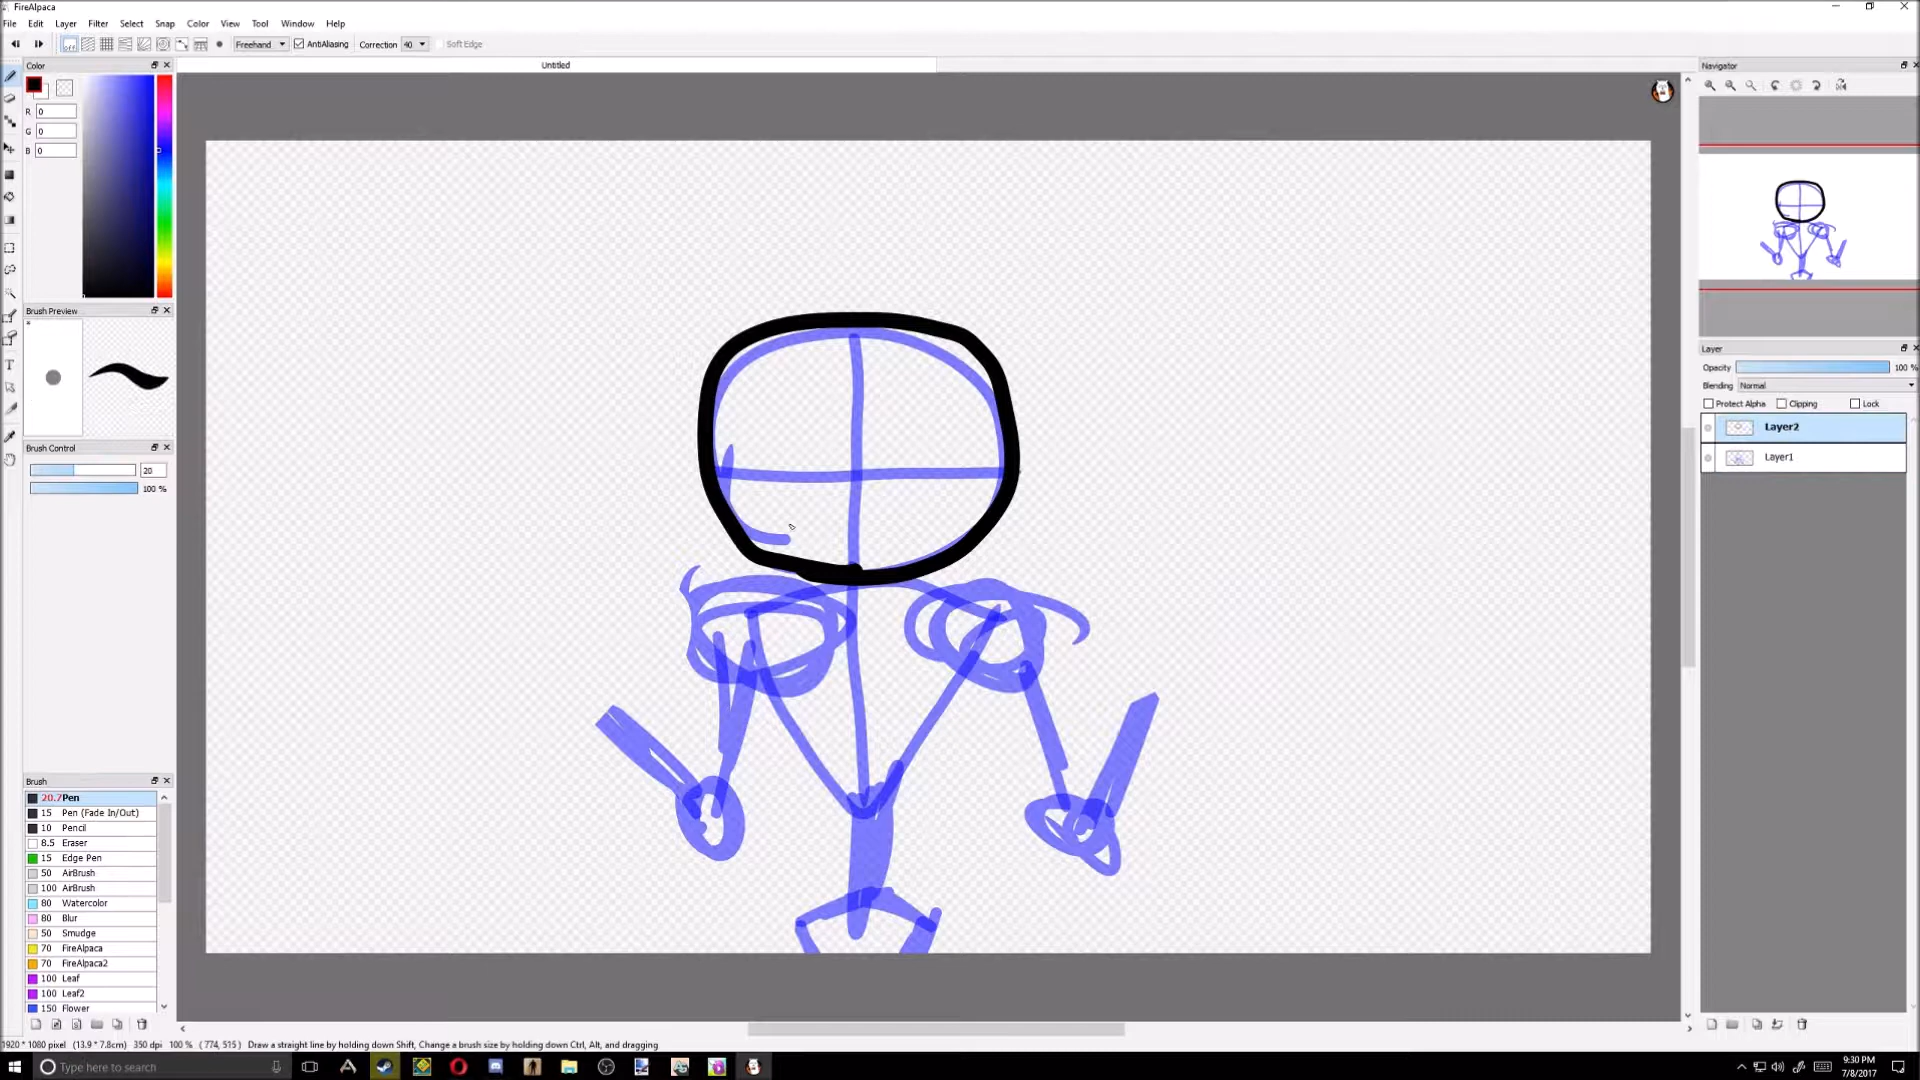 FireAlpaca
File Edit Layer Filter Select Snap Color View Tool Window Help
off Freehand AntiAliasing Correction 40 Soft Edge
Color
Untitled
Navigator
R 0
G 0
B 0
Brush Preview
Layer
Opacity 100 %
Blending Normal
Protect Alpha Clipping Lock
Layer2
Layer1
Brush Control
20
100 %
Brush
20.7 Pen
15 Pen (Fade In/Out)
10 Pencil
8.5 Eraser
15 Edge Pen
50 AirBrush
100 AirBrush
80 Watercolor
80 Blur
50 Smudge
70 FireAlpaca
70 FireAlpaca2
100 Leaf
100 Leaf2
150 Flower
1920 * 1080 pixel (13.9 * 7.8cm) 350 dpi 100 % ( 774, 515 ) Draw a straight line by holding down Shift, Change a brush size by holding down Ctrl, Alt, and dragging
Type here to search
9:30 PM
7/8/2017